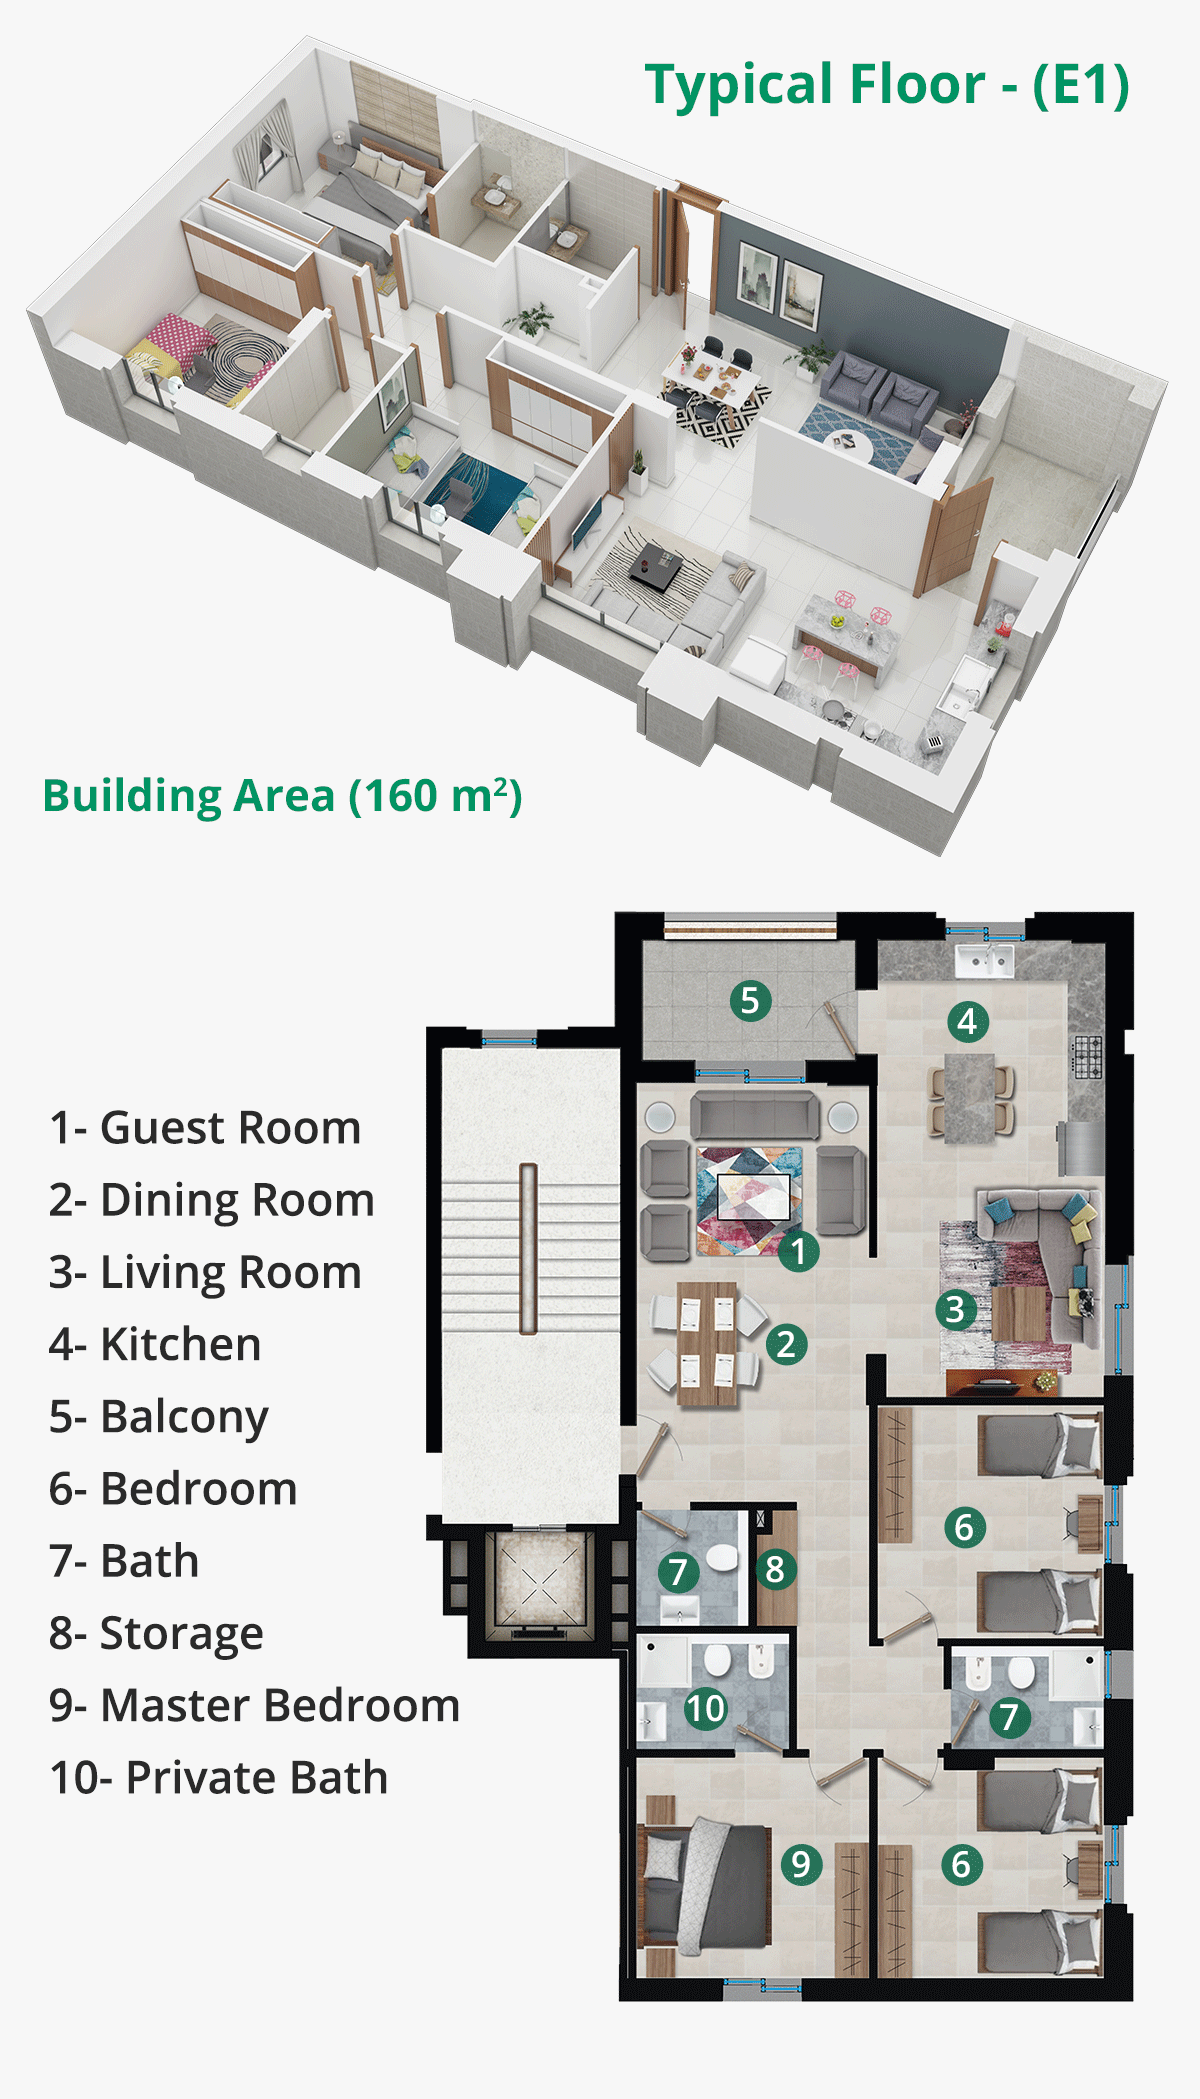 Typical Floor - (E1)
Building Area (160 m²)
1- Guest Room
2- Dining Room
3- Living Room
4- Kitchen
5- Balcony
6- Bedroom
7- Bath
8- Storage
9- Master Bedroom
10- Private Bath
5
4
1
3
2
6
7
8
10
7
9
6